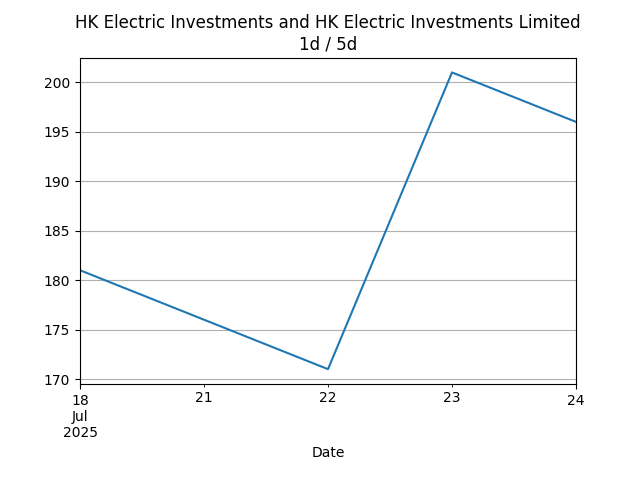 HK Electric Investments and HK Electric Investments Limited
1d / 5d
200
195
190
185
180
175
170
18 21 22 23 24
Jul
2025
Date